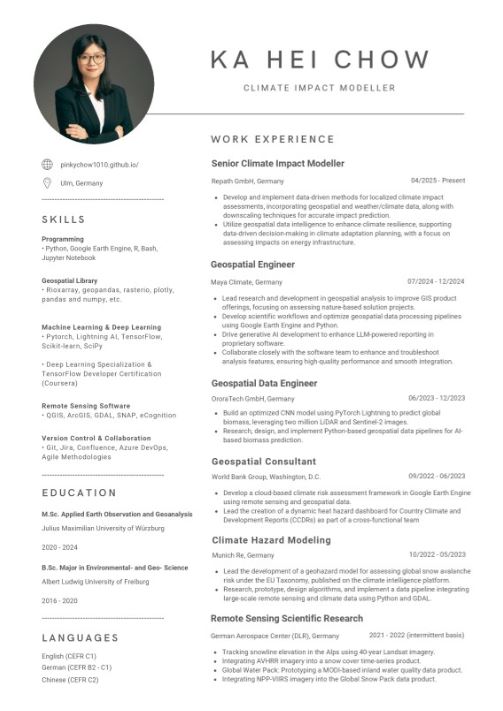 KA HEI CHOW
CLIMATE IMPACT MODELLER
pinkychow1010.github.io/
Ulm, Germany
SKILLS
Programming
• Python, Google Earth Engine, R, Bash,
Jupyter Notebook
Geospatial Library
• Rioxarray, geopandas, rasterio, plotly,
pandas and numpy, etc.
Machine Learning & Deep Learning
• Pytorch, Lightning AI, TensorFlow,
Scikit-learn, SciPy
• Deep Learning Specialization &
TensorFlow Developer Certification
(Coursera)
Remote Sensing Software
• QGIS, ArcGIS, GDAL, SNAP, eCognition
Version Control & Collaboration
• Git, Jira, Confluence, Azure DevOps,
Agile Methodologies
EDUCATION
M.Sc. Applied Earth Observation and Geoanalysis
Julius Maximilian University of Würzburg
2020 - 2024
B.Sc. Major in Environmental- and Geo- Science
Albert Ludwig University of Freiburg
2016 - 2020
LANGUAGES
English (CEFR C1)
German (CEFR B2 - C1)
Chinese (CEFR C2)
WORK EXPERIENCE
Senior Climate Impact Modeller
Repath GmbH, Germany 04/2025 - Present
• Develop and implement data-driven methods for localized climate impact
assessments, incorporating geospatial and weather/climate data, along with
downscaling techniques for accurate impact prediction.
• Utilize geospatial data intelligence to enhance climate resilience, supporting
data-driven decision-making in climate adaptation planning, with a focus on
assessing impacts on energy infrastructure.
Geospatial Engineer
Maya Climate, Germany 07/2024 - 12/2024
• Lead research and development in geospatial analysis to improve GIS product
offerings, focusing on assessing nature-based solution projects.
• Develop scientific workflows and optimize geospatial data processing pipelines
using Google Earth Engine and Python.
• Drive generative AI development to enhance LLM-powered reporting in
proprietary software.
• Collaborate closely with the software team to enhance and troubleshoot
analysis features, ensuring high-quality performance and smooth integration.
Geospatial Data Engineer
OroraTech GmbH, Germany 06/2023 - 12/2023
• Build an optimized CNN model using PyTorch Lightning to predict global
biomass, leveraging two million LiDAR and Sentinel-2 images.
• Research, design, and implement Python-based geospatial data pipelines for AI-
based biomass prediction.
Geospatial Consultant
World Bank Group, Washington, D.C. 09/2022 - 06/2023
• Develop a cloud-based climate risk assessment framework in Google Earth Engine
using remote sensing and geospatial data.
• Lead the creation of a dynamic heat hazard dashboard for Country Climate and
Development Reports (CCDRs) as part of a cross-functional team
Climate Hazard Modeling
Munich Re, Germany 10/2022 - 05/2023
• Lead the development of a geohazard model for assessing global snow avalanche
risk under the EU Taxonomy, published on the climate intelligence platform.
• Research, prototype, design algorithms, and implement a data pipeline integrating
large-scale remote sensing and climate data using Python and GDAL.
Remote Sensing Scientific Research
German Aerospace Center (DLR), Germany 2021 - 2022 (intermittent basis)
• Tracking snowline elevation in the Alps using 40-year Landsat imagery.
• Integrating AVHRR imagery into a snow cover time-series product.
• Global Water Pack: Prototyping a MODI-based inland water quality data product.
• Integrating NPP-VIIRS imagery into the Global Snow Pack data product.